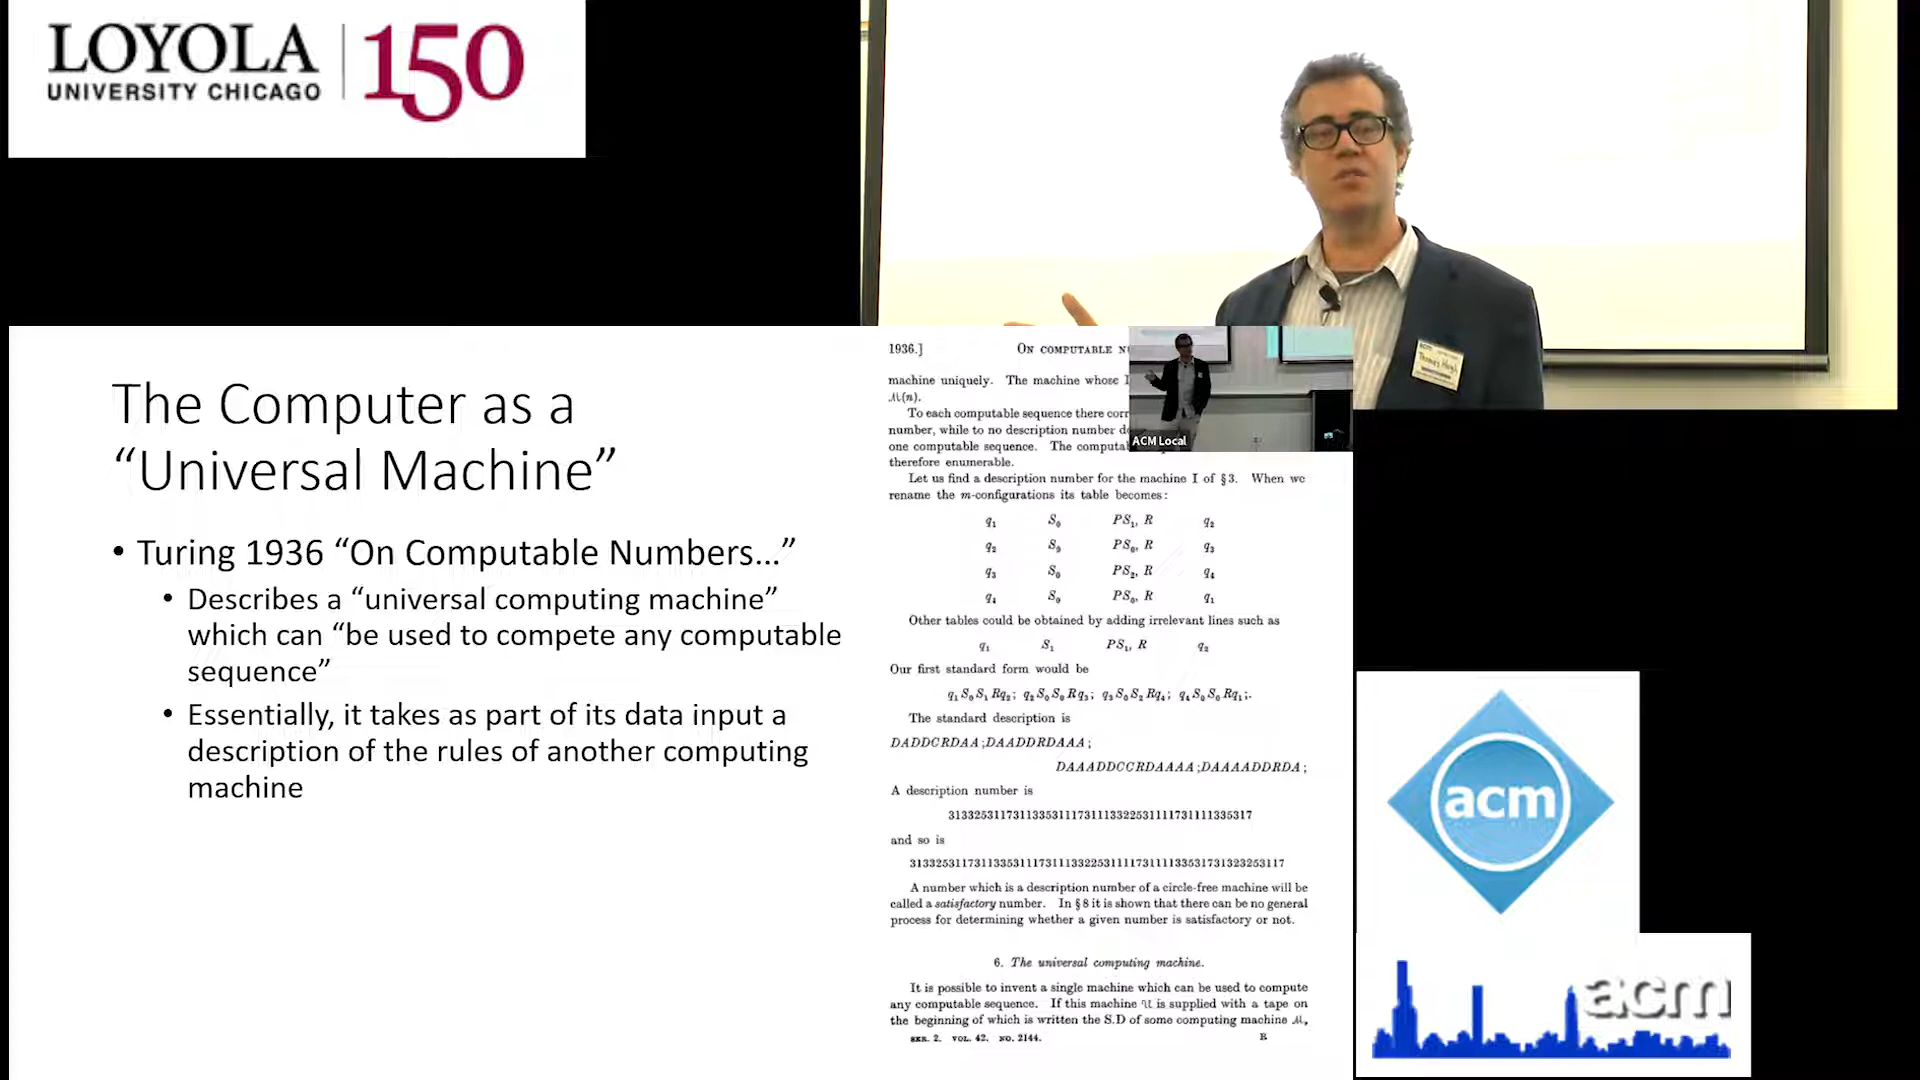 LOYOLA
UNIVERSITY CHICAGO
150
acm
Thomas Haigh
The Computer as a
“Universal Machine”
• Turing 1936 “On Computable Numbers...”
• Describes a “universal computing machine”
which can “be used to compete any computable
sequence”
• Essentially, it takes as part of its data input a
description of the rules of another computing
machine
1936.] ON COMPUTABLE
machine uniquely. The machine whose
ℳ(n).
To each computable sequence there
number, while to no description number
one computable sequence. The
therefore enumerable.
ACM Local
Let us find a description number for the machine I of § 3. When we
rename the m-configurations its table becomes:
q₁ S₀ PS₁, R q₂
q₂ S₀ PS₀, R q₃
q₃ S₀ PS₂, R q₄
q₄ S₀ PS₀, R q₁
Other tables could be obtained by adding irrelevant lines such as
q₁ S₁ PS₁, R q₂
Our first standard form would be
q₁S₀S₁Rq₂; q₂S₀S₀Rq₃; q₃S₀S₂Rq₄; q₄S₀S₀Rq₁;.
The standard description is
DADDCRDAA;DAADDRDAAA;
DAAADDCCRDAAAA;DAAAADDRDA;
A description number is
31332531173113353111731113322531111731111335317
and so is
3133253117311335311173111332253111173111133531731323253117
A number which is a description number of a circle-free machine will be
called a satisfactory number. In § 8 it is shown that there can be no general
process for determining whether a given number is satisfactory or not.
6. The universal computing machine.
It is possible to invent a single machine which can be used to compute
any computable sequence. If this machine 𝒰 is supplied with a tape on
the beginning of which is written the S.D of some computing machine ℳ,
SER. 2. VOL. 42. NO. 2144. R
acm
acm